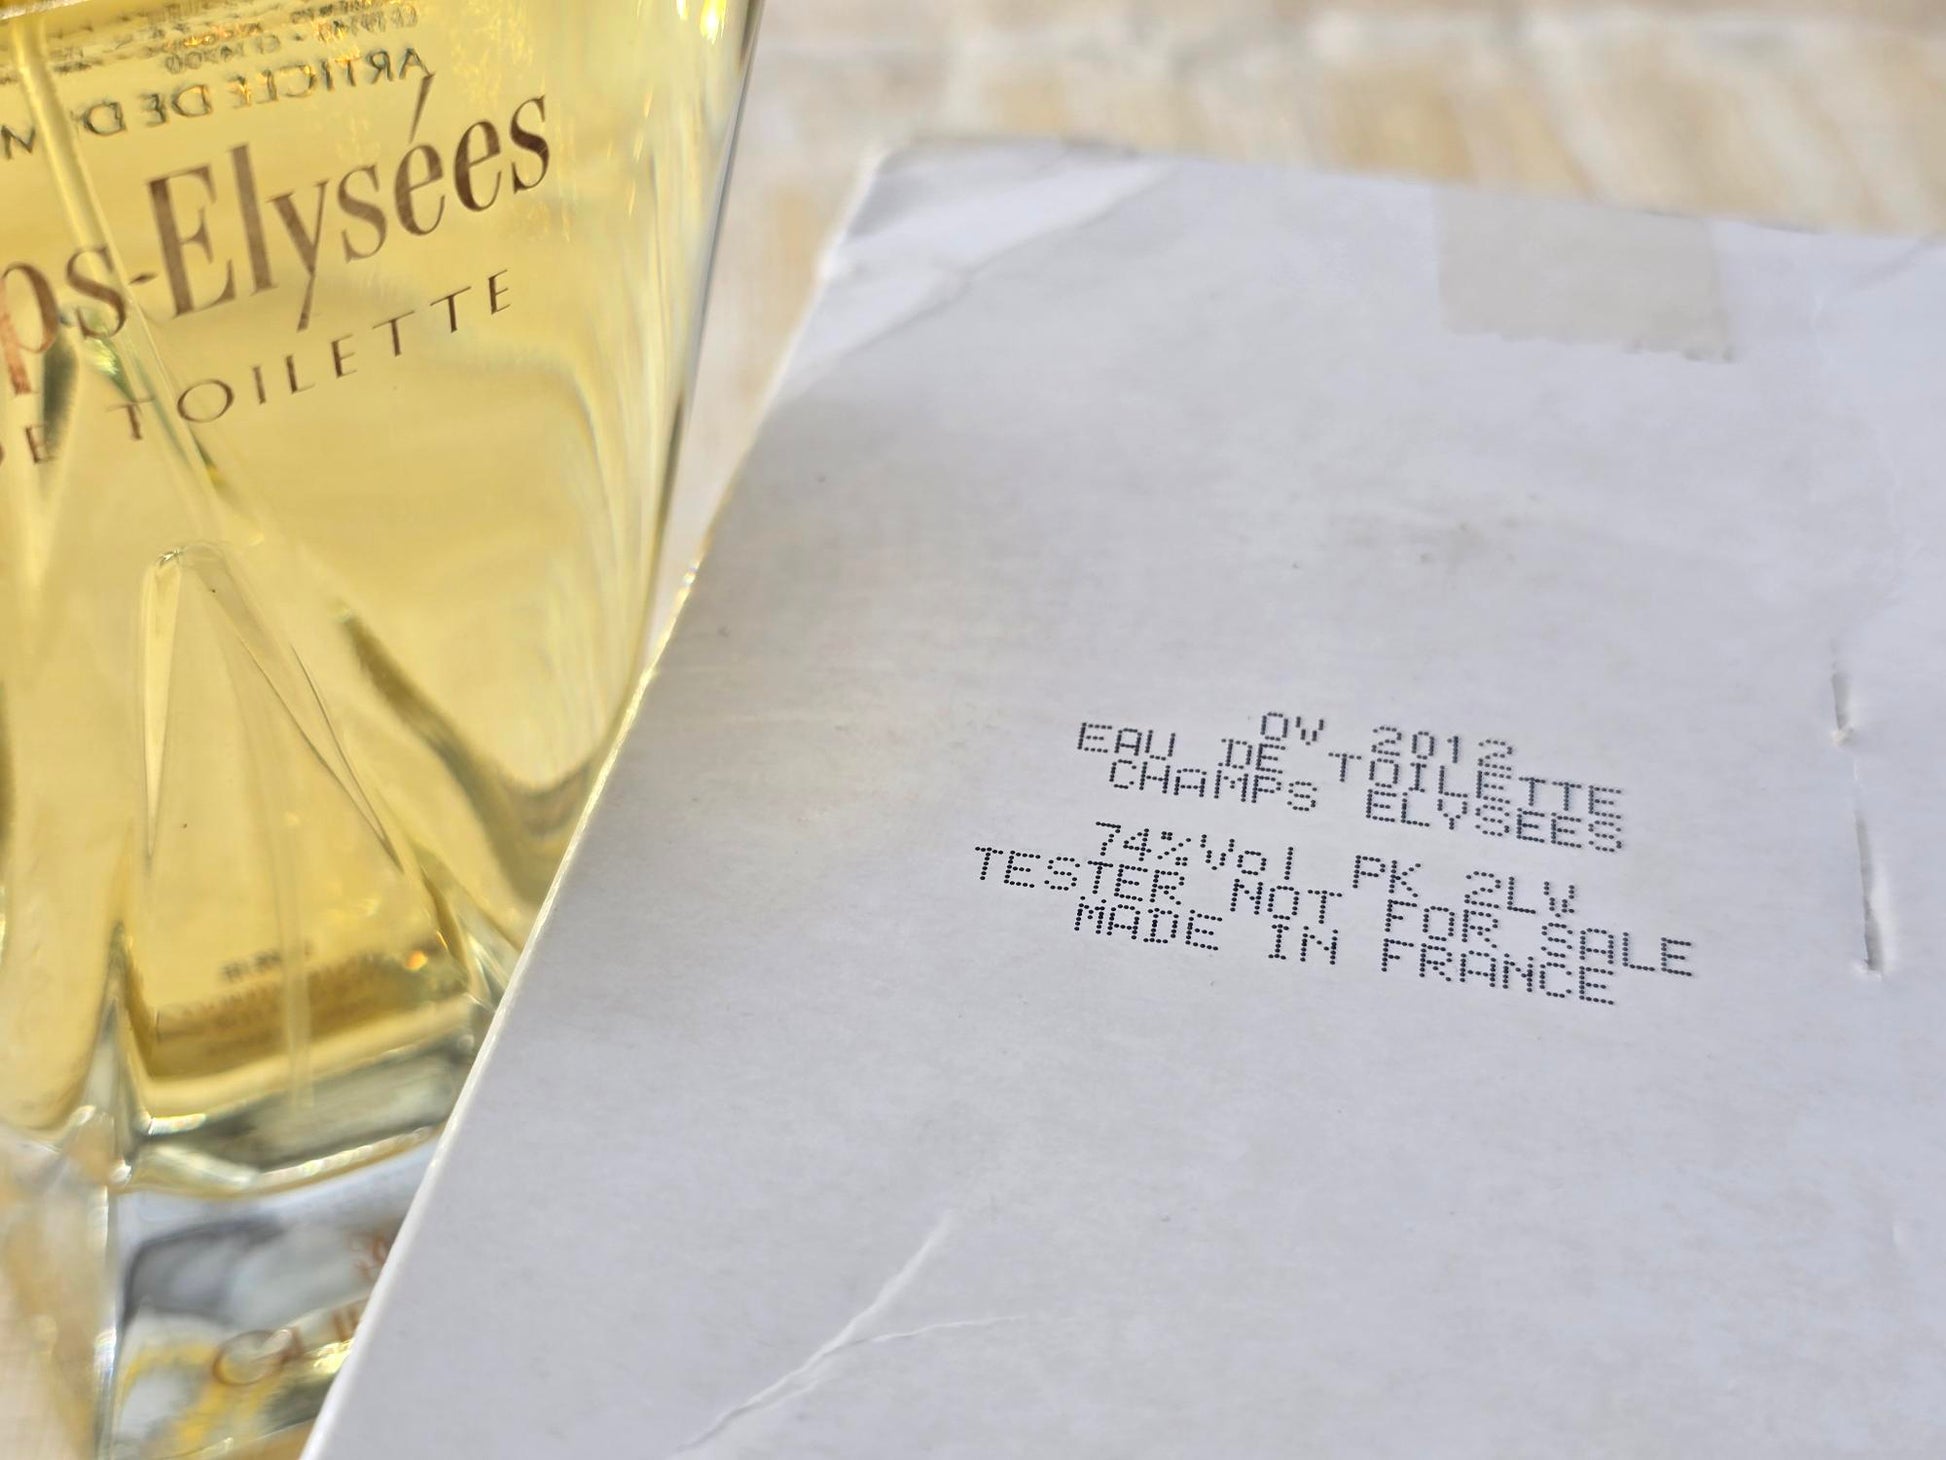 ARTICLE DE
ps-Elysées
DE TOILETTE
OV 2012
EAU DE TOILETTE
CHAMPS ELYSEES
74%Vol PK 2LV
TESTER NOT FOR SALE
MADE IN FRANCE